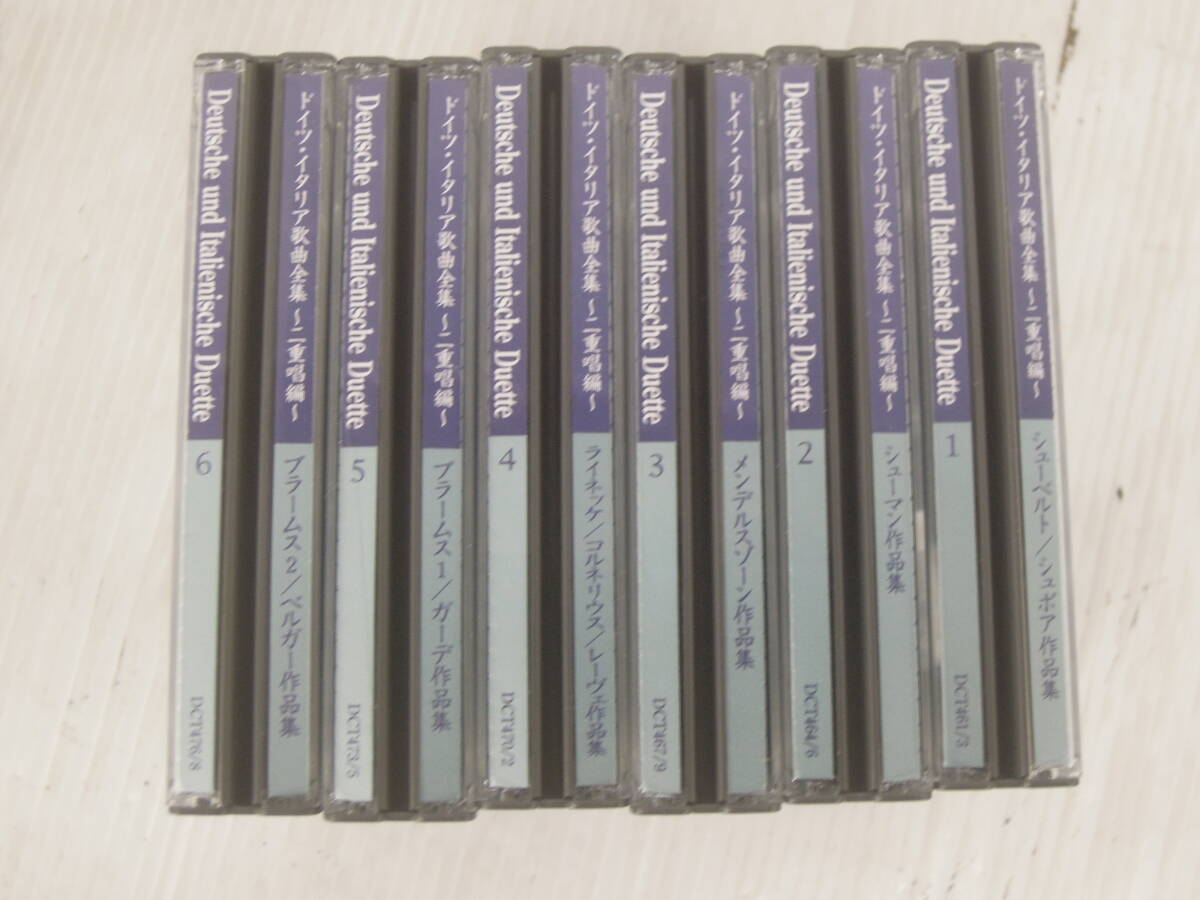 Deutsche und Italienische Duette 6 DCT476/8
ドイツ・イタリア歌曲全集 〜二重唱編〜 ブラームス2/ベルガー作品集
Deutsche und Italienische Duette 5 DCT473/5
ドイツ・イタリア歌曲全集 〜二重唱編〜 ブラームス1/ガーデ作品集
Deutsche und Italienische Duette 4 DCT470/2
ドイツ・イタリア歌曲全集 〜二重唱編〜 ライネッケ/コルネリウス/レーヴェ作品集
Deutsche und Italienische Duette 3 DCT467/9
ドイツ・イタリア歌曲全集 〜二重唱編〜 メンデルスゾーン作品集
Deutsche und Italienische Duette 2 DCT464/6
ドイツ・イタリア歌曲全集 〜二重唱編〜 シューマン作品集
Deutsche und Italienische Duette 1 DCT461/3
ドイツ・イタリア歌曲全集 〜二重唱編〜 シューベルト/シュポア作品集